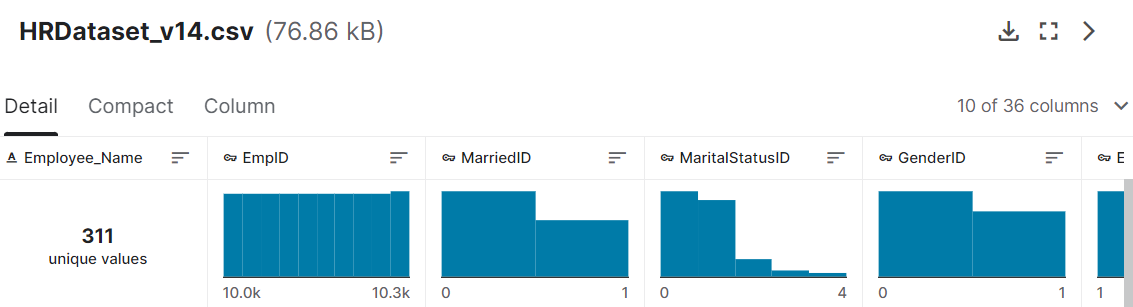 HRDataset_v14.csv (76.86 kB)
Detail Compact Column 10 of 36 columns
A Employee_Name EmpID MarriedID MaritalStatusID GenderID E
311
unique values
10.0k 10.3k 0 1 0 4 0 1 1